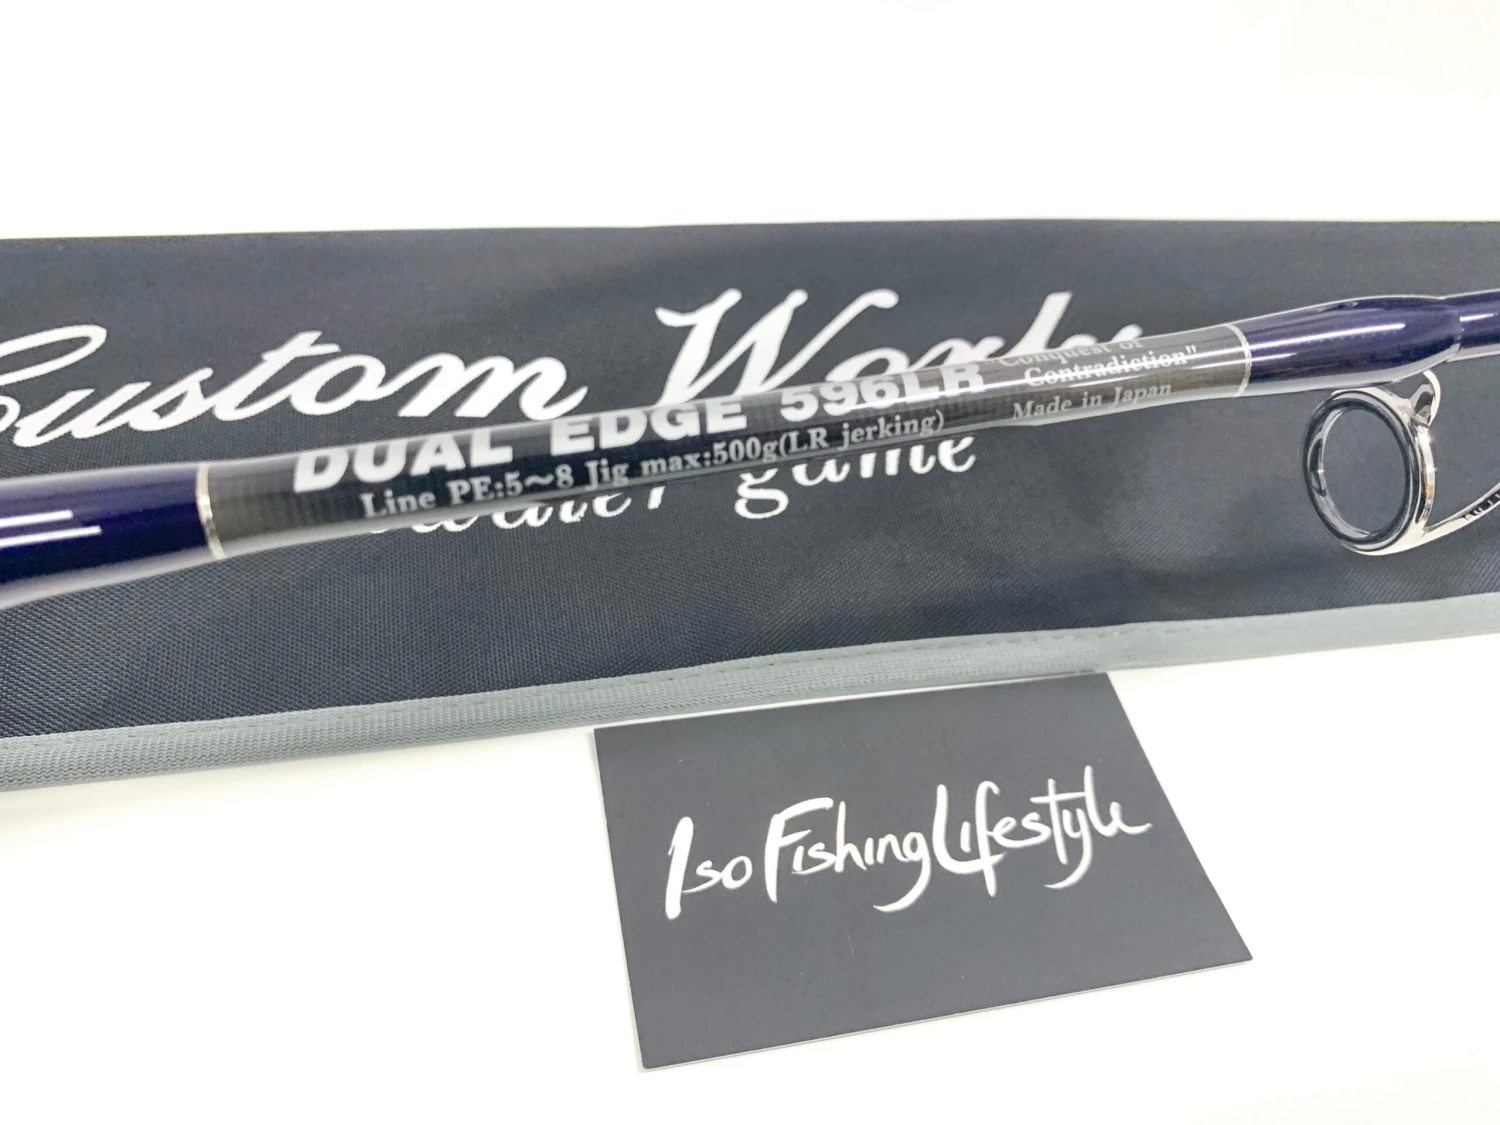 Custom Works
water game
DUAL EDGE 596LR
Line PE:5~8 Jig max:500g(LR jerking)
"Conquest of
Contradiction"
Made in Japan
Iso Fishing Lifestyle